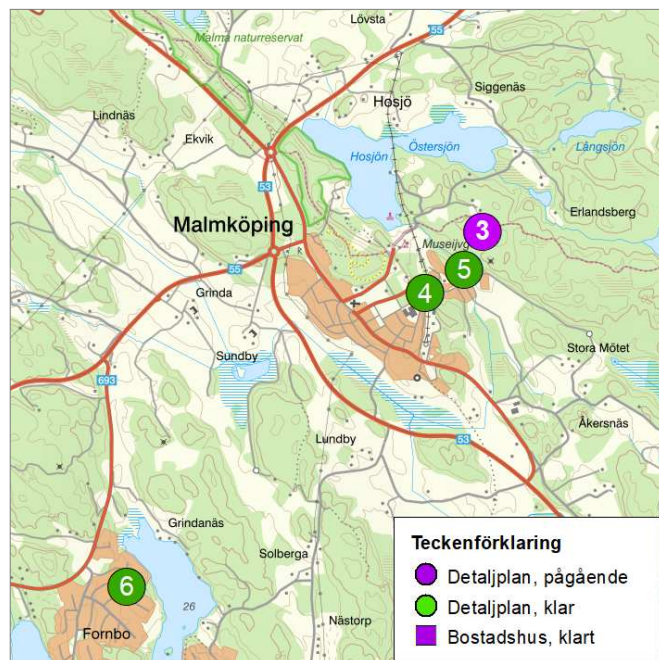 Lövsta
55
Malma naturreservat
Siggenäs
Hosjö
Lindnäs
Ekvik
Hosjön
Östersjön
Långsjön
53
Malmköping
Erlandsberg
3
Museijvg
5
55
R
Grinda
4
Stora Mötet
Sundby
693
Åkersnäs
Lundby
53
Grindanäs
Solberga
6
26
Fornbo
Nästorp
Teckenförklaring
Detaljplan, pågående
Detaljplan, klar
Bostadshus, klart